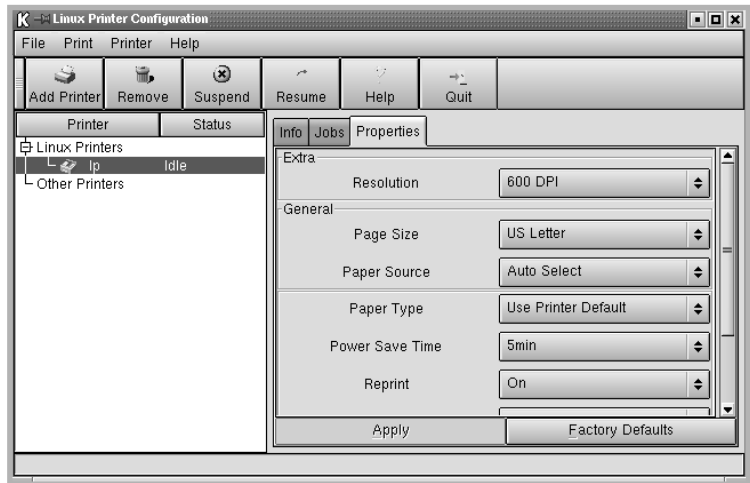 Linux Printer Configuration
File Print Printer Help
Add Printer Remove Suspend Resume Help Quit
Printer Status
Linux Printers
lp Idle
Other Printers
Info Jobs Properties
Extra
Resolution 600 DPI
General
Page Size US Letter
Paper Source Auto Select
Paper Type Use Printer Default
Power Save Time 5min
Reprint On
Apply Factory Defaults